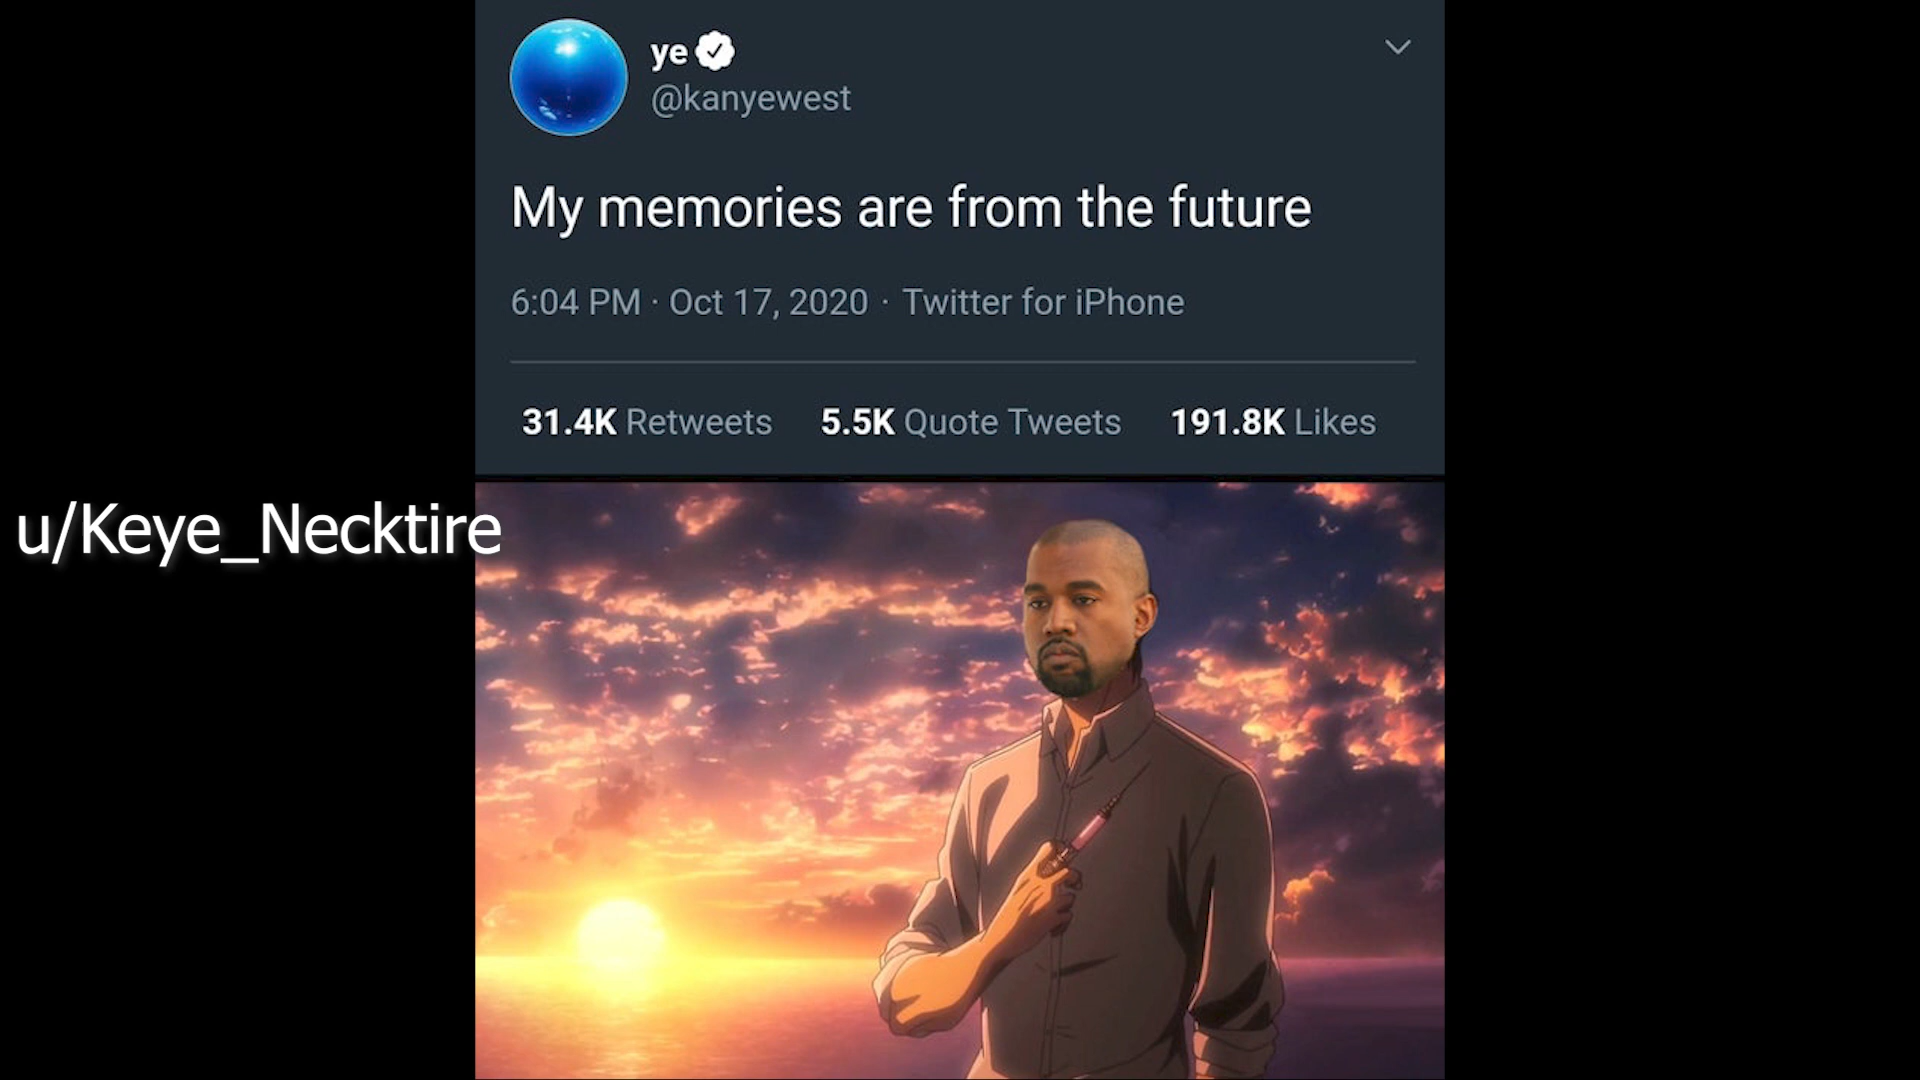 ye
@kanyewest
My memories are from the future
6:04 PM · Oct 17, 2020 · Twitter for iPhone
31.4K Retweets 5.5K Quote Tweets 191.8K Likes
u/Keye_Necktire